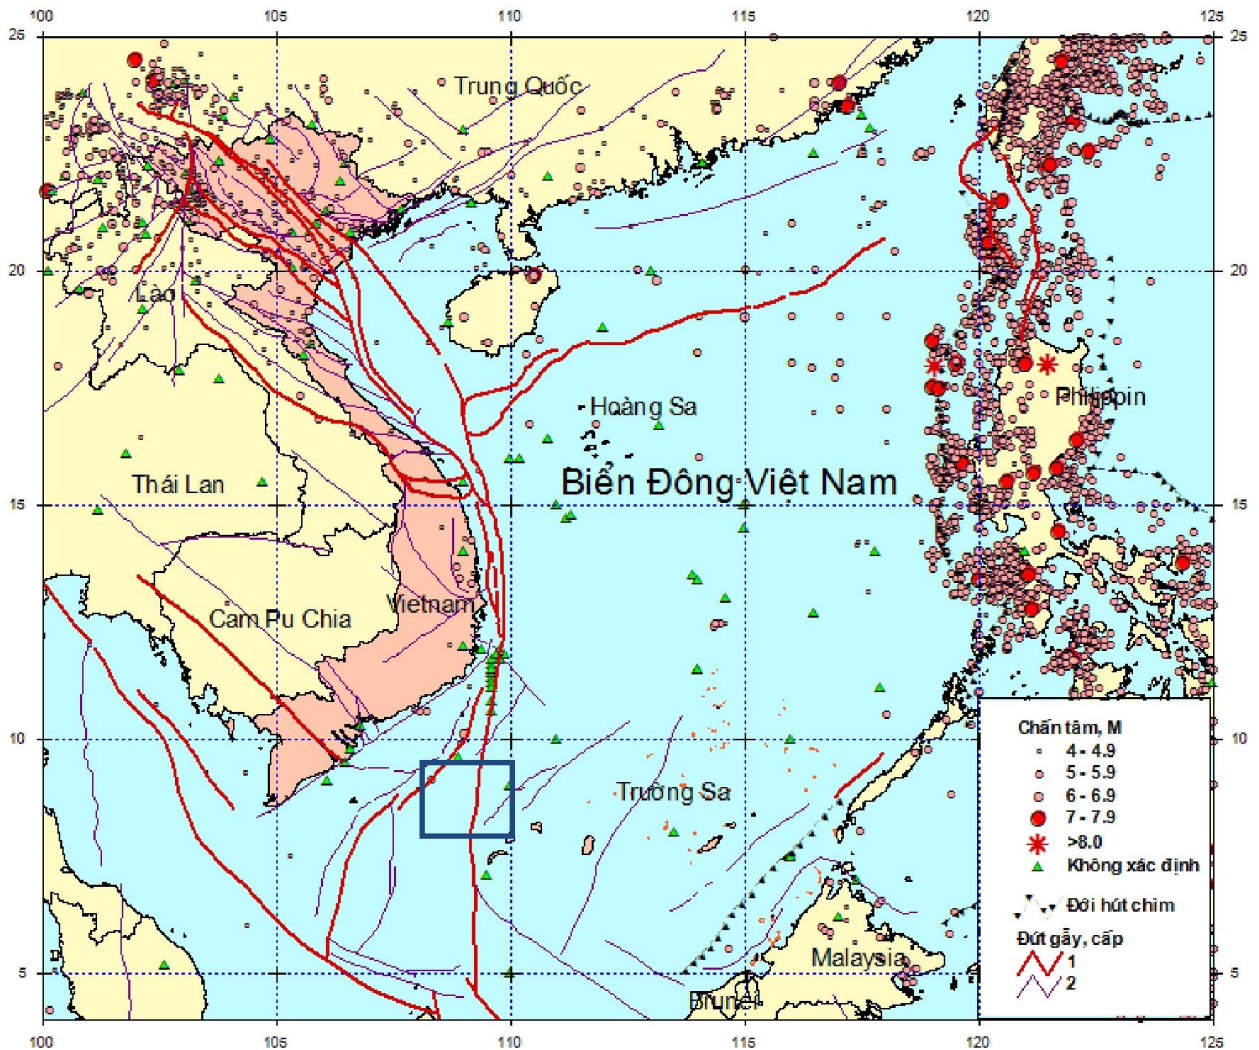 100 105 110 115 120 125
25 25
Trung Quốc
20 20
Lào
Philippin
Hoàng Sa
Biển Đông Việt Nam
Thái Lan
15
Vietnam
Cam Pu Chia
10 10
Trường Sa
Malaysia
Brunei
5 5
Chấn tâm, M
4 - 4.9
5 - 5.9
6 - 6.9
7 - 7.9
>8.0
Không xác định
Đới hút chìm
Đứt gẫy, cấp
1
2
100 105 110 115 120 125